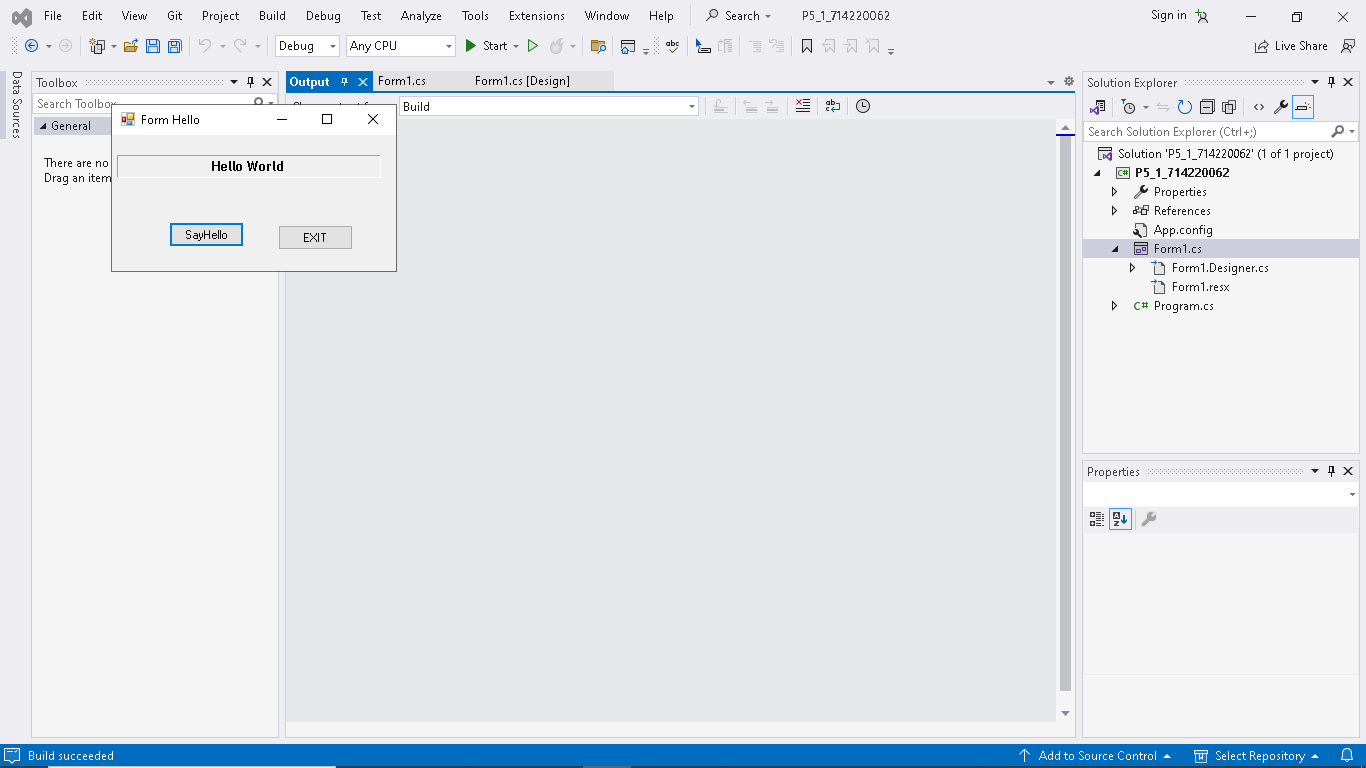 File Edit View Git Project Build Debug Test Analyze Tools Extensions Window Help Search P5_1_714220062 Sign in
Debug Any CPU Start Live Share
Data Sources
Toolbox
Search Toolbox
General
There are no
Drag an item
Form Hello
Hello World
SayHello EXIT
Output Form1.cs Form1.cs [Design]
Build
Solution Explorer
Search Solution Explorer (Ctrl+;)
Solution 'P5_1_714220062' (1 of 1 project)
P5_1_714220062
Properties
References
App.config
Form1.cs
Form1.Designer.cs
Form1.resx
C# Program.cs
Properties
Build succeeded Add to Source Control Select Repository